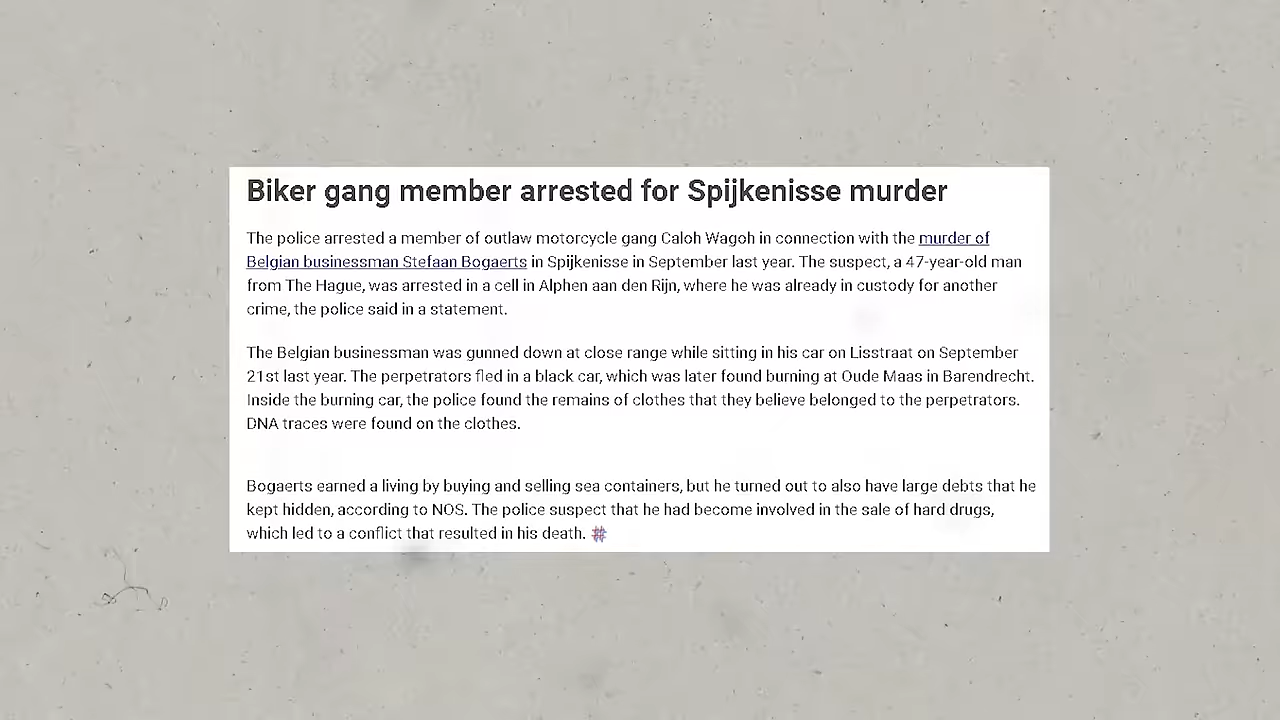 Biker gang member arrested for Spijkenisse murder
The police arrested a member of outlaw motorcycle gang Caloh Wagoh in connection with the murder of
Belgian businessman Stefaan Bogaerts in Spijkenisse in September last year. The suspect, a 47-year-old man
from The Hague, was arrested in a cell in Alphen aan den Rijn, where he was already in custody for another
crime, the police said in a statement.
The Belgian businessman was gunned down at close range while sitting in his car on Lisstraat on September
21st last year. The perpetrators fled in a black car, which was later found burning at Oude Maas in Barendrecht.
Inside the burning car, the police found the remains of clothes that they believe belonged to the perpetrators.
DNA traces were found on the clothes.
Bogaerts earned a living by buying and selling sea containers, but he turned out to also have large debts that he
kept hidden, according to NOS. The police suspect that he had become involved in the sale of hard drugs,
which led to a conflict that resulted in his death. #